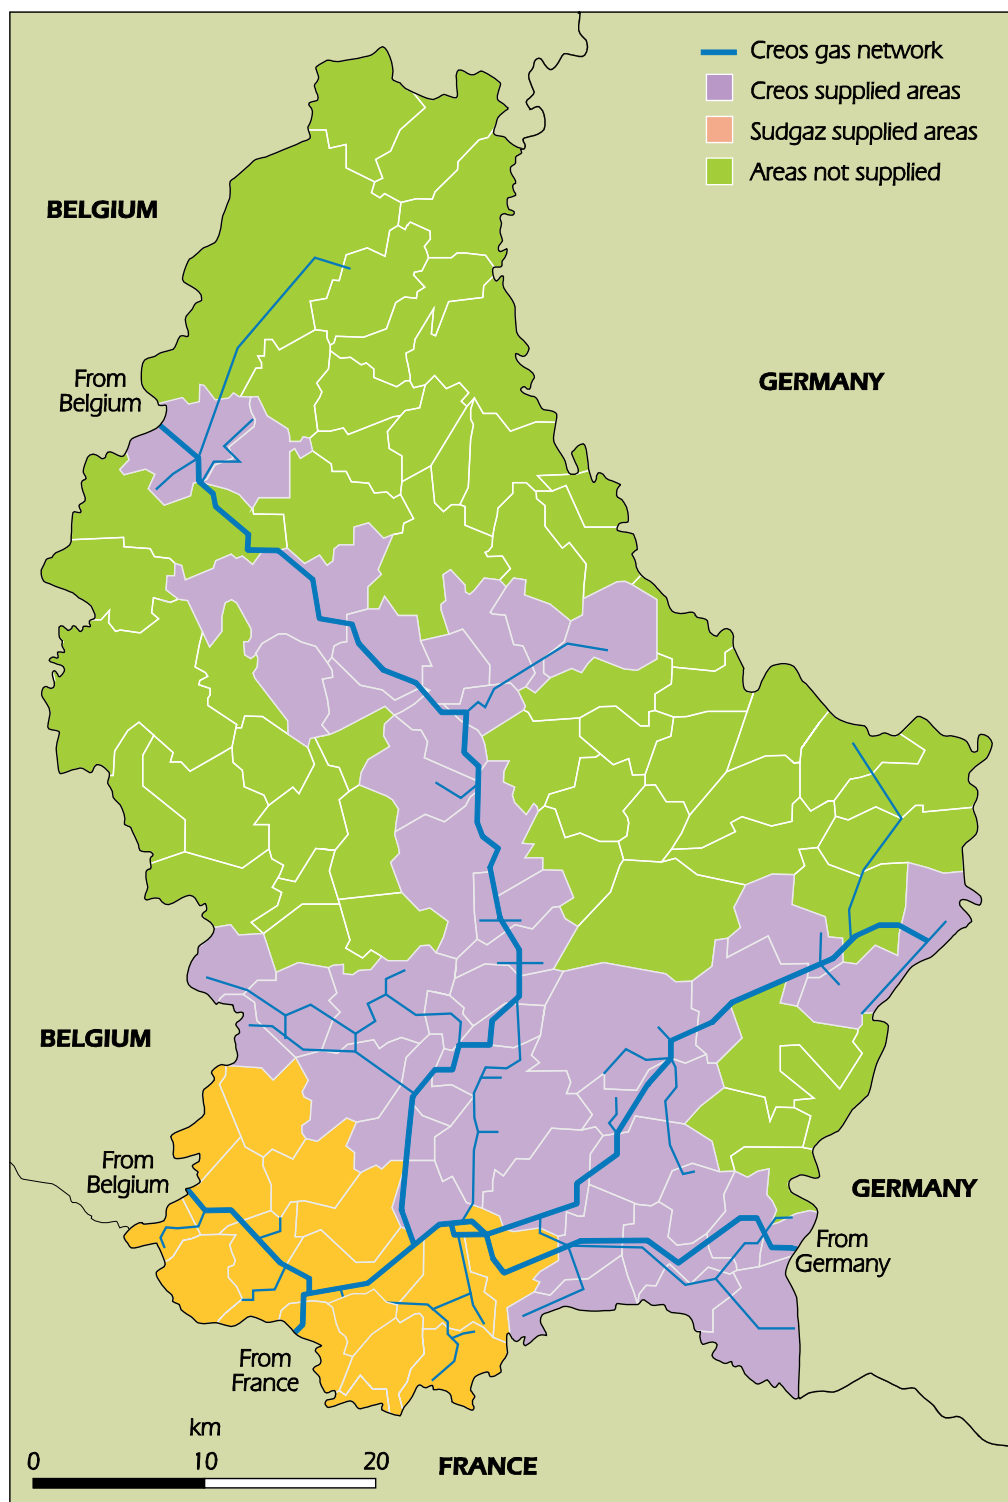 Creos gas network
Creos supplied areas
Sudgaz supplied areas
Areas not supplied
BELGIUM
GERMANY
From
Belgium
BELGIUM
From
Belgium
GERMANY
From
Germany
From
France
km
0 10 20
FRANCE